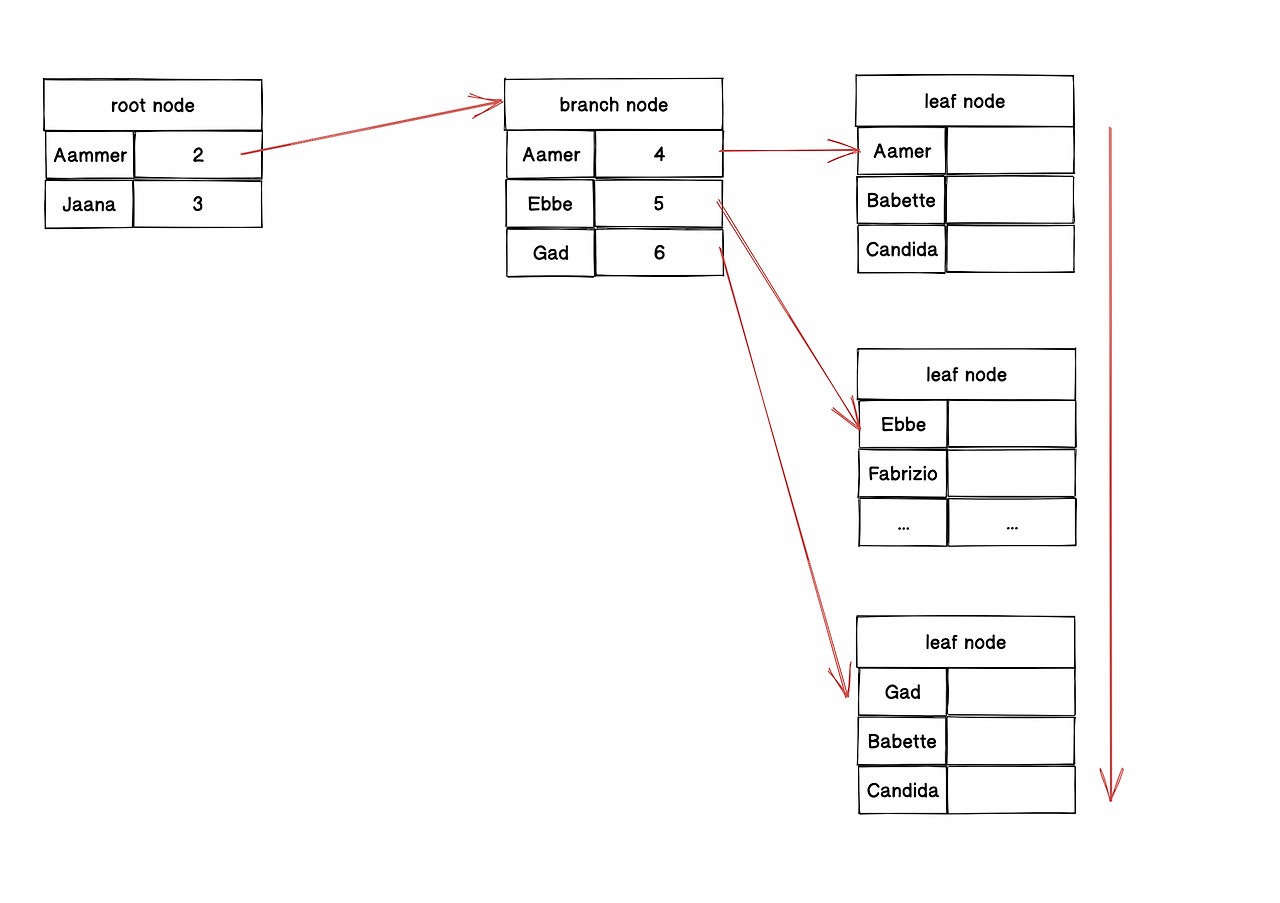 root node
Aammer 2
Jaana 3
branch node
Aamer 4
Ebbe 5
Gad 6
leaf node
Aamer
Babette
Candida
leaf node
Ebbe
Fabrizio
... ...
leaf node
Gad
Babette
Candida